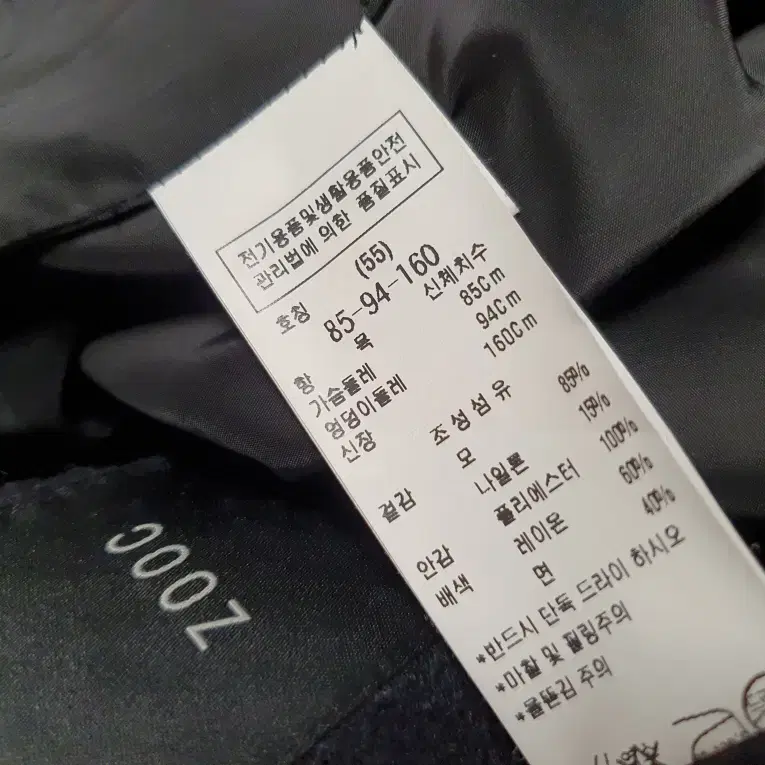 전기용품및생활용품안전
관리법에 의한 품질표시
호칭 (55)
85-94-160
항 목 신체치수
가슴둘레 85Cm
엉덩이둘레 94Cm
신장 160Cm
조성섬유
겉감 모 85%
나일론 15%
안감 폴리에스터 100%
배색 레이온 60%
면 40%
*반드시 단독 드라이 하시오
*마찰 및 필링주의
*올뜯김 주의
ZOOC